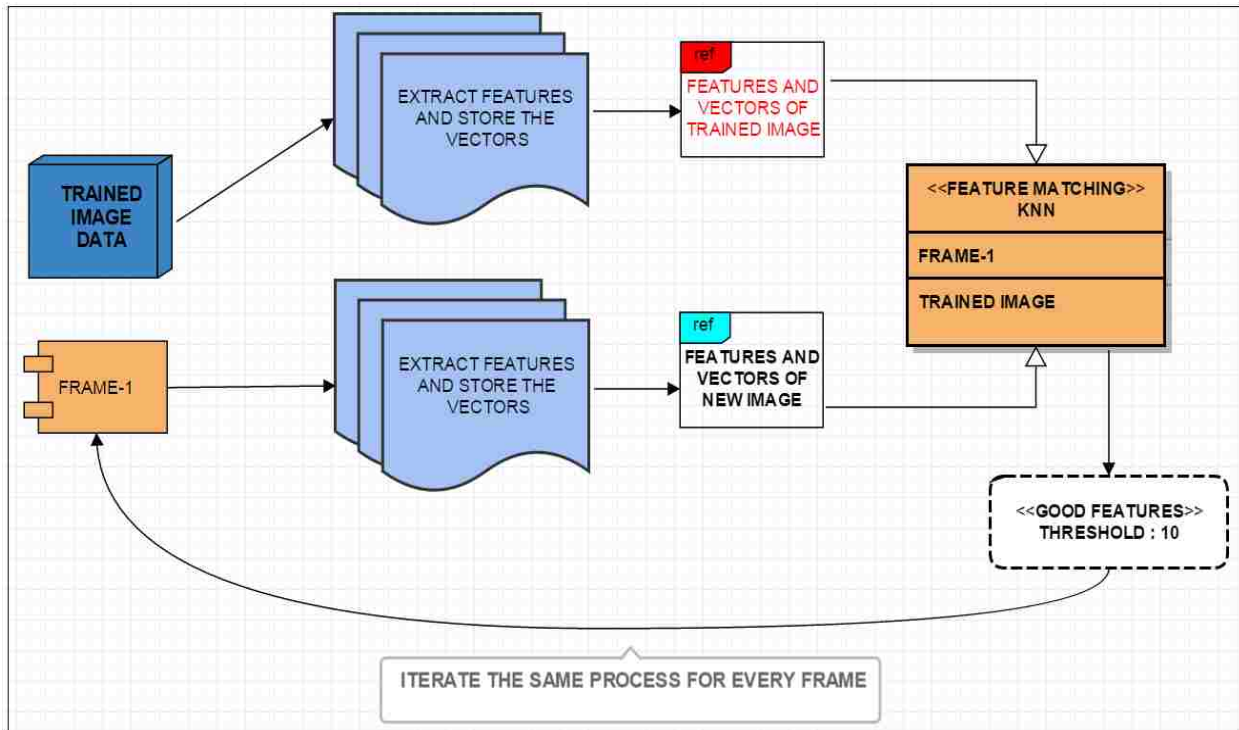 TRAINED
IMAGE
DATA
EXTRACT FEATURES
AND STORE THE
VECTORS
ref
FEATURES AND
VECTORS OF
TRAINED IMAGE
<<FEATURE MATCHING>>
KNN
FRAME-1
TRAINED IMAGE
FRAME-1
EXTRACT FEATURES
AND STORE THE
VECTORS
ref
FEATURES AND
VECTORS OF
NEW IMAGE
<<GOOD FEATURES>>
THRESHOLD : 10
ITERATE THE SAME PROCESS FOR EVERY FRAME